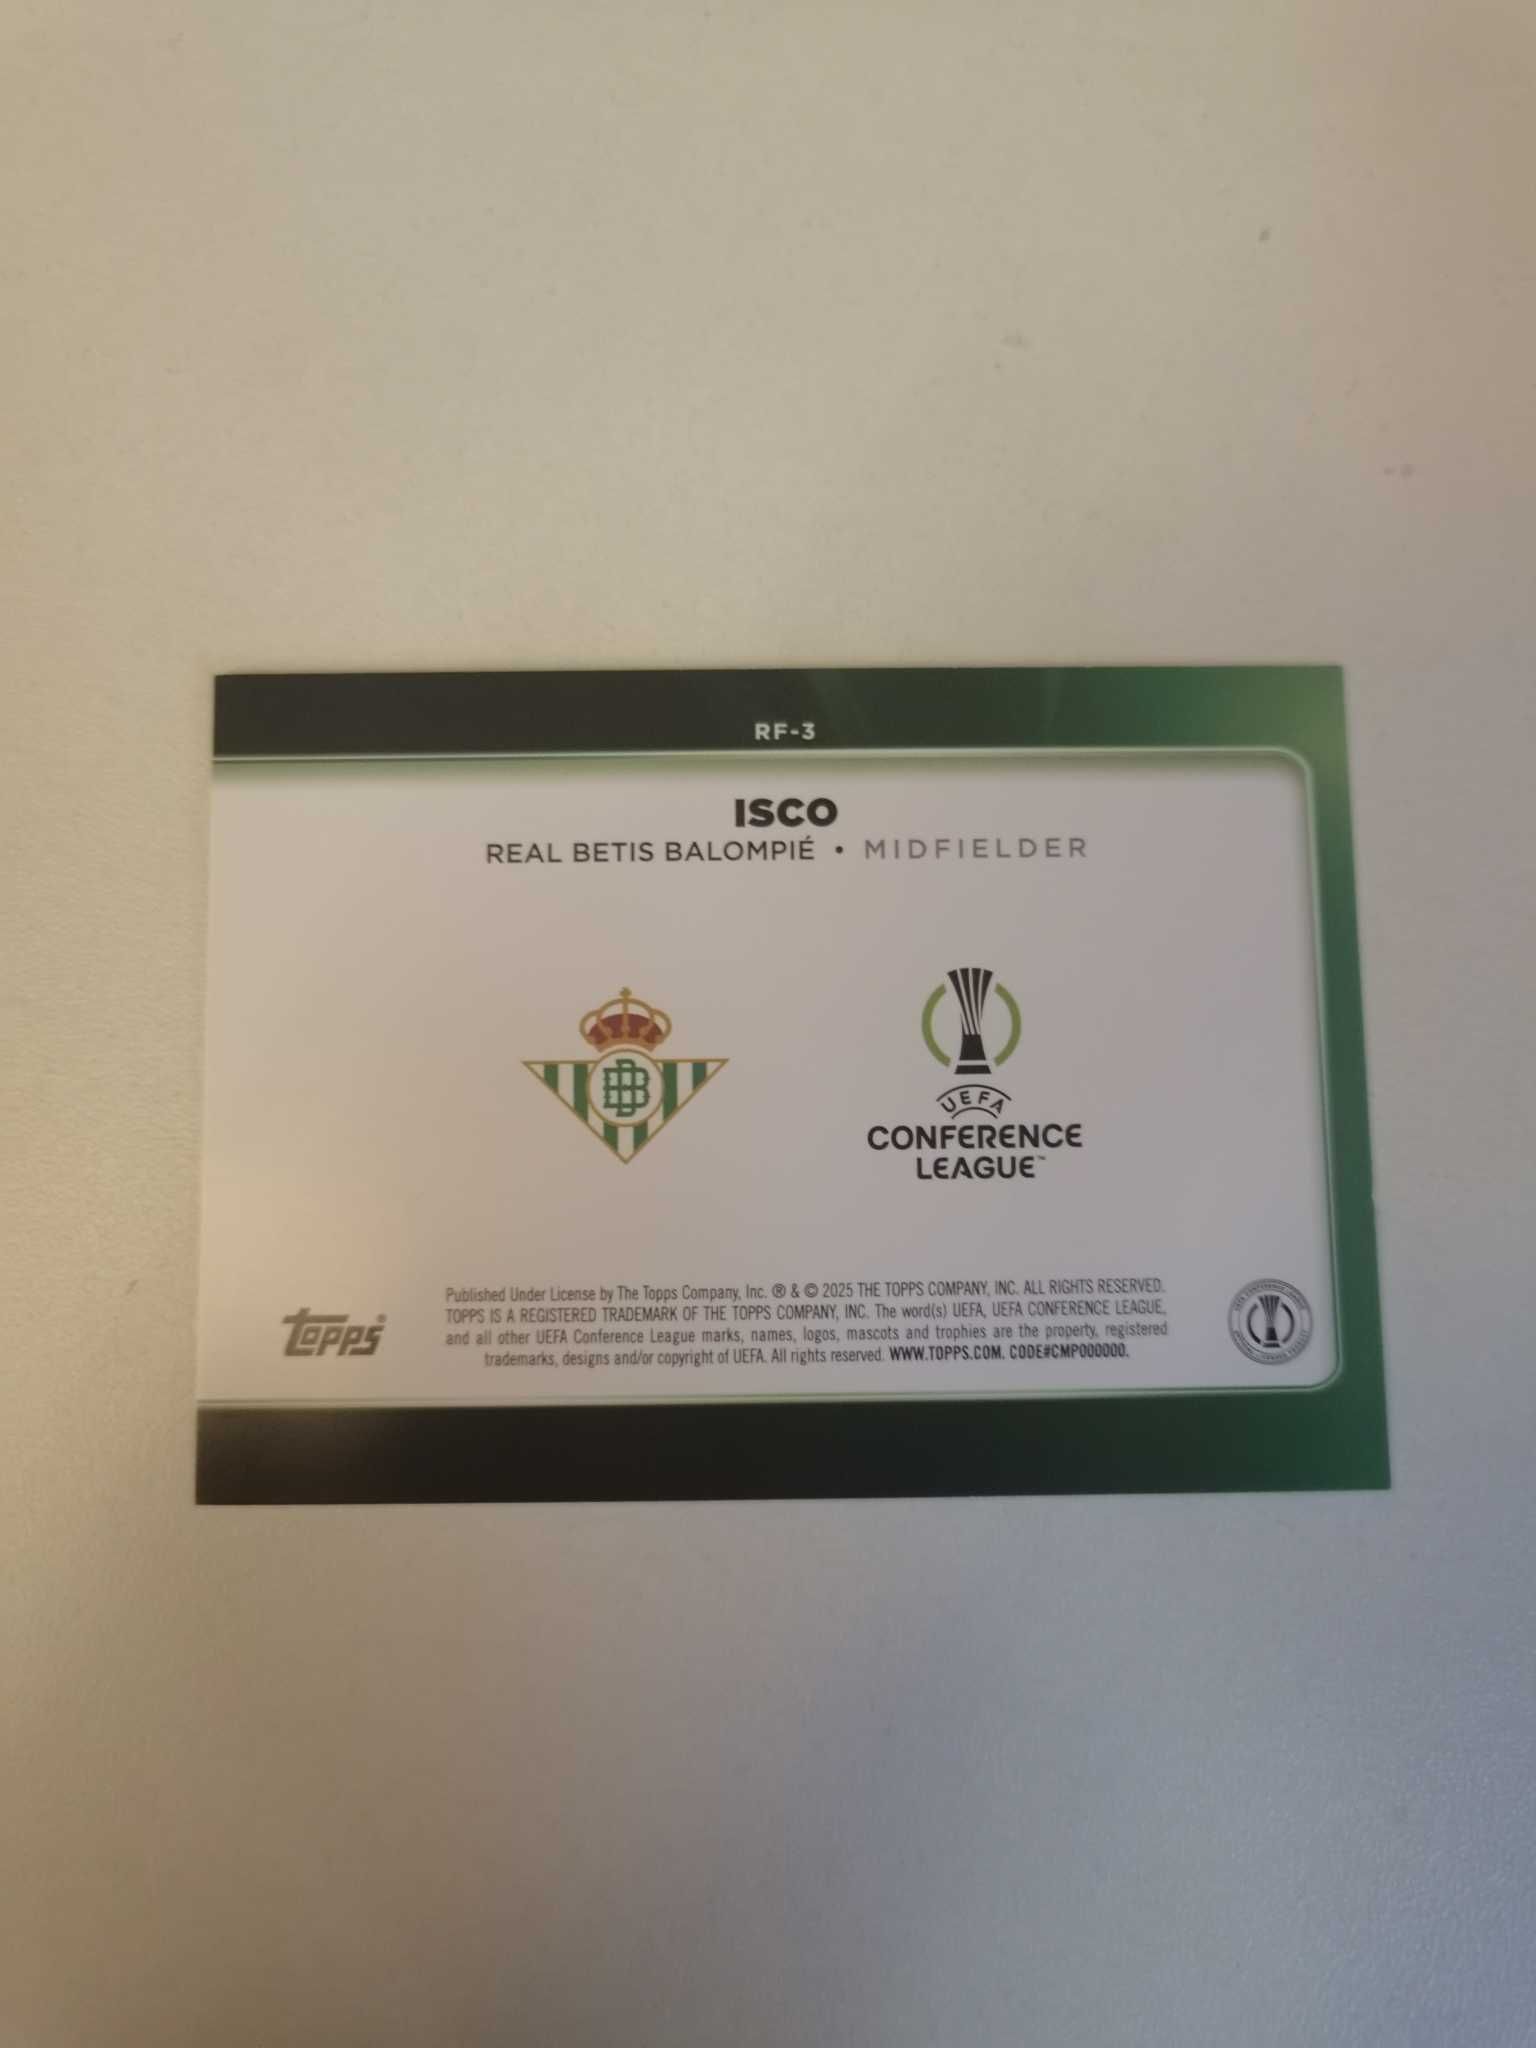 RF-3
ISCO
REAL BETIS BALOMPIÉ • MIDFIELDER
BB
UEFA
CONFERENCE
LEAGUE™
topps®
Published Under License by The Topps Company, Inc. ® & © 2025 THE TOPPS COMPANY, INC. ALL RIGHTS RESERVED.
TOPPS IS A REGISTERED TRADEMARK OF THE TOPPS COMPANY, INC. The word(s) UEFA, UEFA CONFERENCE LEAGUE,
and all other UEFA Conference League marks, names, logos, mascots and trophies are the property, registered
trademarks, designs and/or copyright of UEFA. All rights reserved. WWW.TOPPS.COM. CODE#CMP000000.